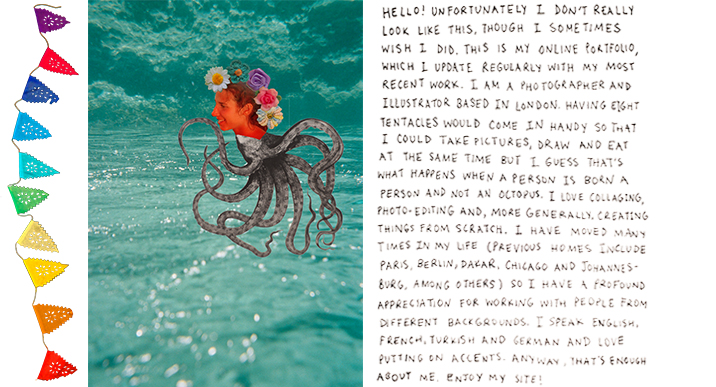 HELLO! UNFORTUNATELY I DON'T REALLY
LOOK LIKE THIS, THOUGH I SOMETIMES
WISH I DID. THIS IS MY ONLINE PORTFOLIO,
WHICH I UPDATE REGULARLY WITH MY MOST
RECENT WORK. I AM A PHOTOGRAPHER AND
ILLUSTRATOR BASED IN LONDON. HAVING EIGHT
TENTACLES WOULD COME IN HANDY SO THAT
I COULD TAKE PICTURES, DRAW AND EAT
AT THE SAME TIME BUT I GUESS THAT'S
WHAT HAPPENS WHEN A PERSON IS BORN A
PERSON AND NOT AN OCTOPUS. I LOVE COLLAGING,
PHOTO-EDITING AND, MORE GENERALLY, CREATING
THINGS FROM SCRATCH. I HAVE MOVED MANY
TIMES IN MY LIFE (PREVIOUS HOMES INCLUDE
PARIS, BERLIN, DAKAR, CHICAGO AND JOHANNES-
BURG, AMONG OTHERS) SO I HAVE A PROFOUND
APPRECIATION FOR WORKING WITH PEOPLE FROM
DIFFERENT BACKGROUNDS. I SPEAK ENGLISH,
FRENCH, TURKISH AND GERMAN AND LOVE
PUTTING ON ACCENTS. ANYWAY, THAT'S ENOUGH
ABOUT ME. ENJOY MY SITE!